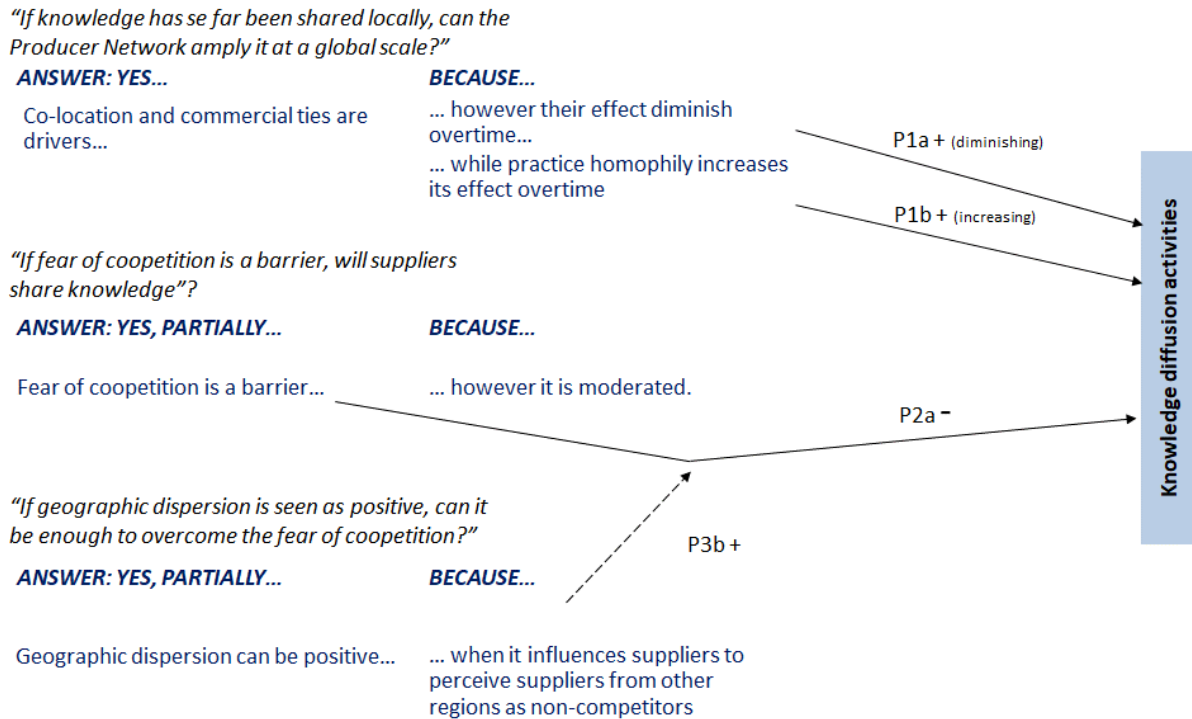 “If knowledge has se far been shared locally, can the
Producer Network amply it at a global scale?”
ANSWER: YES...
BECAUSE...
Co-location and commercial ties are
drivers...
... however their effect diminish
overtime...
... while practice homophily increases
its effect overtime
P1a + (diminishing)
P1b + (increasing)
“If fear of coopetition is a barrier, will suppliers
share knowledge”?
ANSWER: YES, PARTIALLY...
BECAUSE...
Fear of coopetition is a barrier...
... however it is moderated.
P2a -
“If geographic dispersion is seen as positive, can it
be enough to overcome the fear of coopetition?”
P3b +
ANSWER: YES, PARTIALLY...
BECAUSE...
Geographic dispersion can be positive...
... when it influences suppliers to
perceive suppliers from other
regions as non-competitors
Knowledge diffusion activities